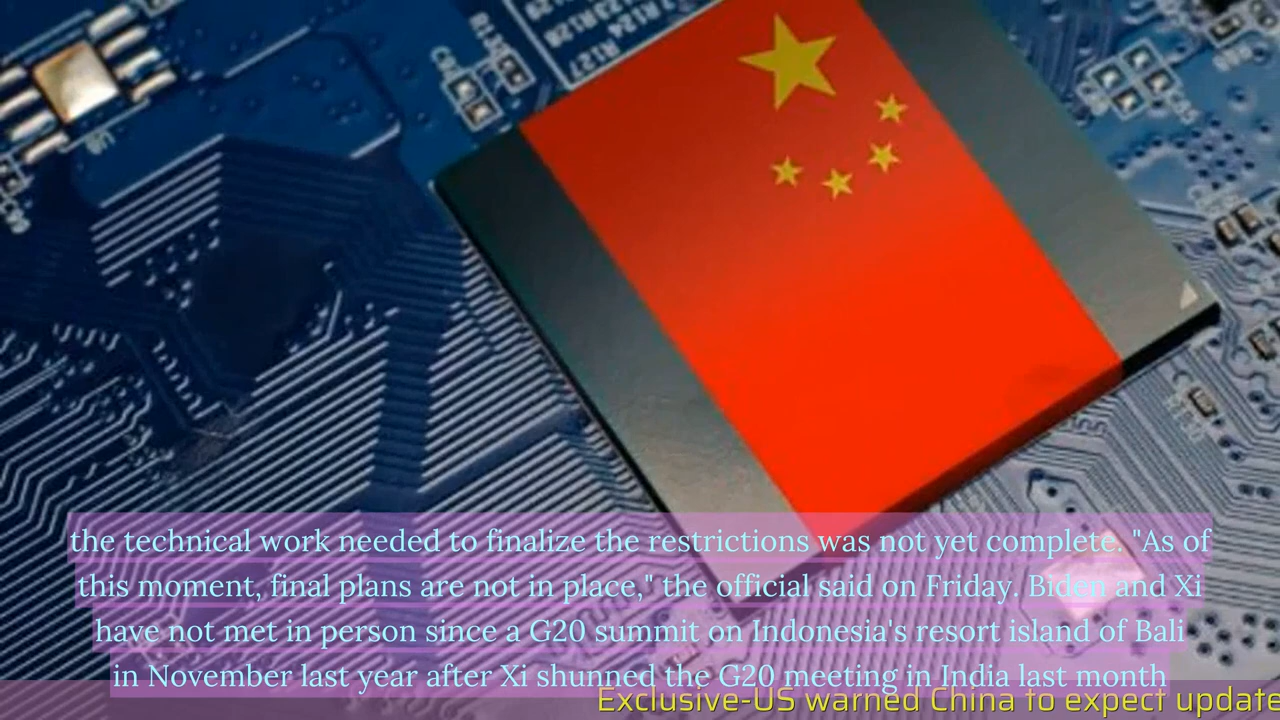 R124
R128
R127
the technical work needed to finalize the restrictions was not yet complete. "As of
this moment, final plans are not in place," the official said on Friday. Biden and Xi
have not met in person since a G20 summit on Indonesia's resort island of Bali
in November last year after Xi shunned the G20 meeting in India last month
Exclusive-US warned China to expect update